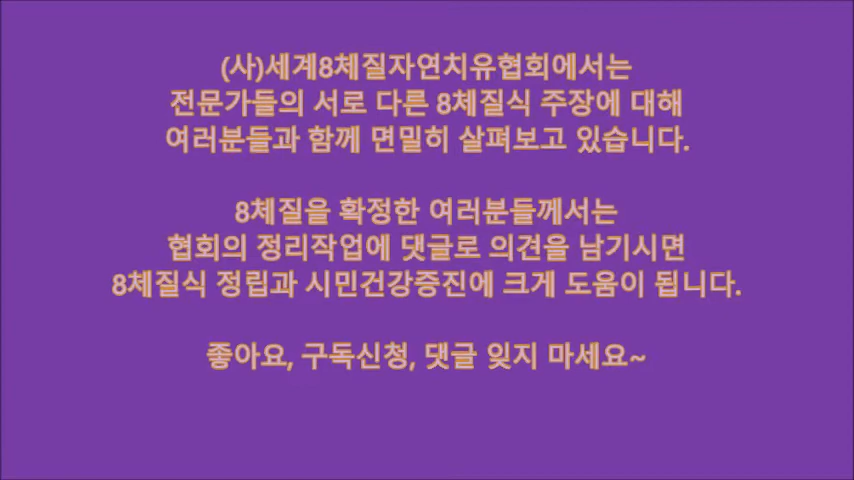 (사)세계8체질자연치유협회에서는
전문가들의 서로 다른 8체질식 주장에 대해
여러분들과 함께 면밀히 살펴보고 있습니다.
8체질을 확정한 여러분들께서는
협회의 정리작업에 댓글로 의견을 남기시면
8체질식 정립과 시민건강증진에 크게 도움이 됩니다.
좋아요, 구독신청, 댓글 잊지 마세요~